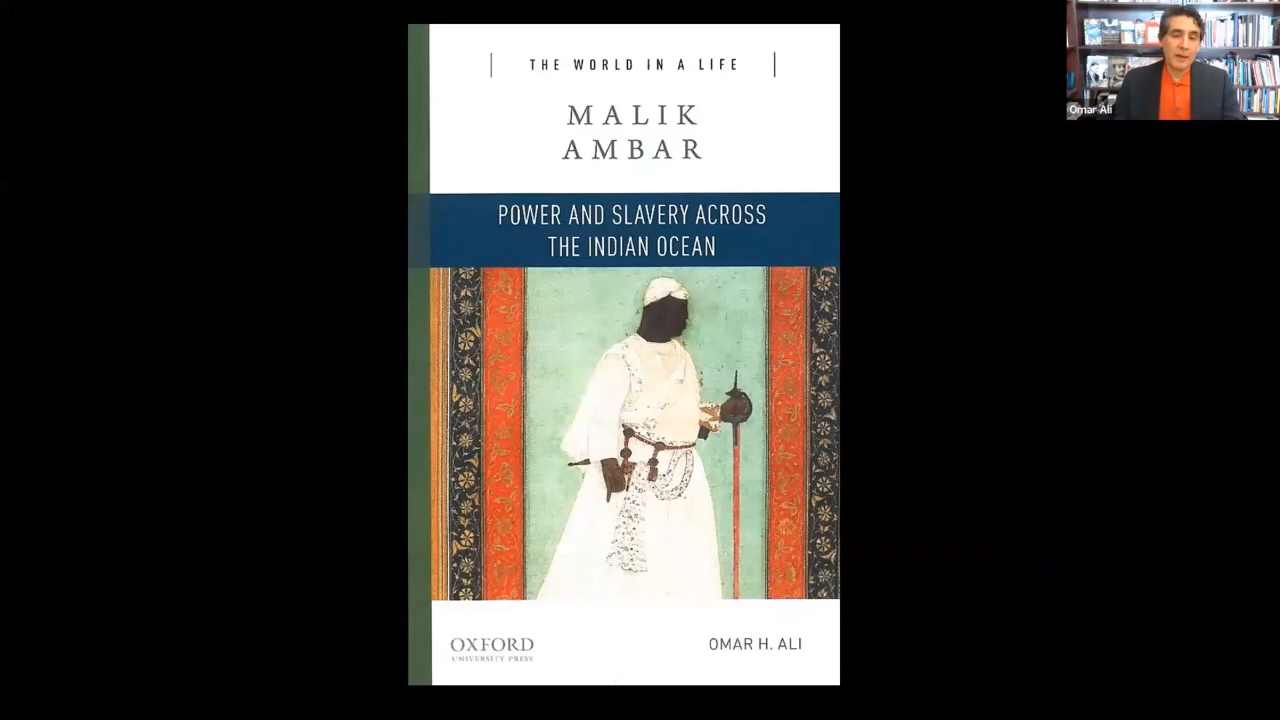 THE WORLD IN A LIFE
MALIK
AMBAR
POWER AND SLAVERY ACROSS
THE INDIAN OCEAN
OXFORD
UNIVERSITY PRESS
OMAR H. ALI
Omar Ali